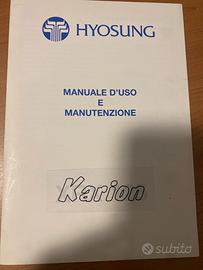 HYOSUNG
MANUALE D'USO
E
MANUTENZIONE
Karion
subito